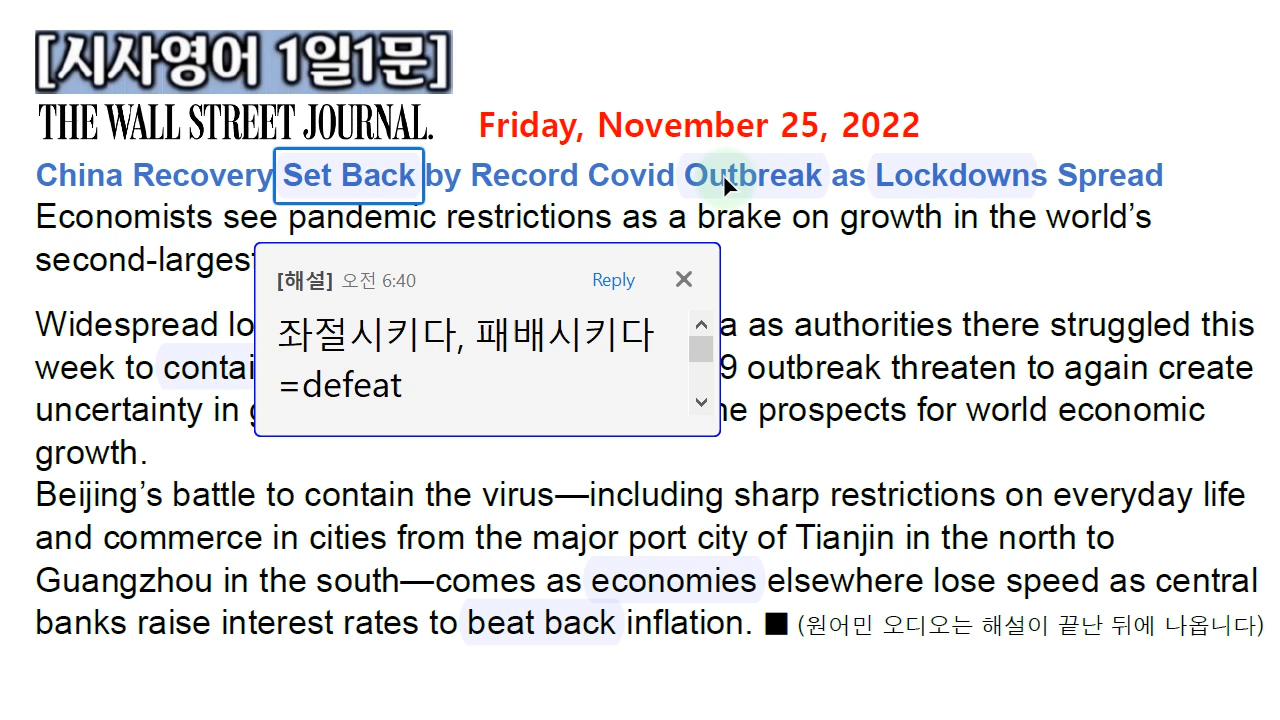 [시사영어 1일1문]
THE WALL STREET JOURNAL. Friday, November 25, 2022
China Recovery Set Back by Record Covid Outbreak as Lockdowns Spread
Economists see pandemic restrictions as a brake on growth in the world's
second-largest
[해설] 오전 6:40 Reply
좌절시키다, 패배시키다
=defeat
Widespread lo a as authorities there struggled this
week to contai 9 outbreak threaten to again create
uncertainty in g he prospects for world economic
growth.
Beijing's battle to contain the virus—including sharp restrictions on everyday life
and commerce in cities from the major port city of Tianjin in the north to
Guangzhou in the south—comes as economies elsewhere lose speed as central
banks raise interest rates to beat back inflation. ■ (원어민 오디오는 해설이 끝난 뒤에 나옵니다)